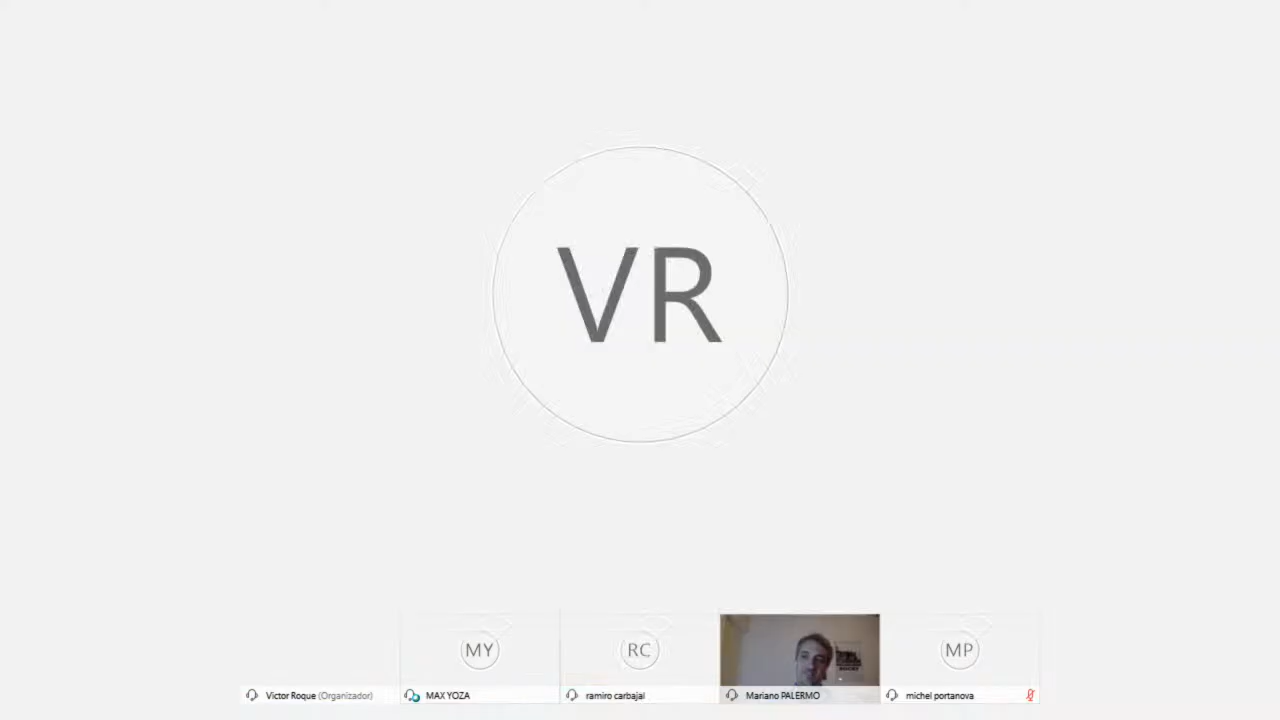 VR
MY
RC
MP
Victor Roque (Organizador)
MAX YOZA
ramiro carbajal
Mariano PALERMO
michel portanova